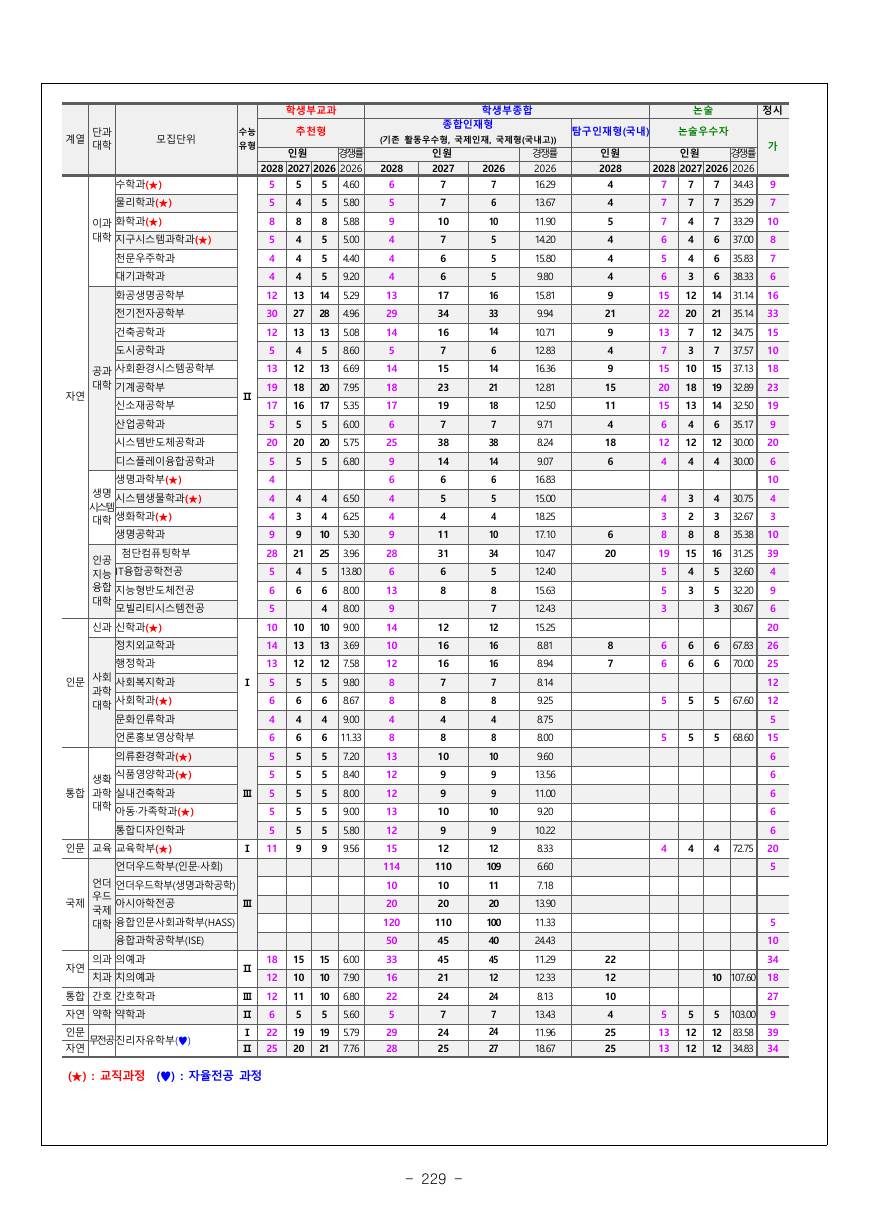 계열 단과대학 모집단위 수능유형 학생부교과 학생부종합 논술 정시
추천형 종합인재형 탐구인재형(국내) 논술우수자 가
(기존 활동우수형, 국제인재, 국제형(국내고))
인원 경쟁률 인원 경쟁률 인원 인원 경쟁률
2028 2027 2026 2026 2028 2027 2026 2026 2028 2028 2027 2026 2026
자연 이과대학 수학과(★) Ⅱ 5 5 5 4.60 6 7 7 16.29 4 7 7 7 34.43 9
물리학과(★) 5 4 5 5.80 5 7 6 13.67 4 7 7 7 35.29 7
화학과(★) 8 8 8 5.88 9 10 10 11.90 5 7 4 7 33.29 10
지구시스템과학과(★) 5 4 5 5.00 4 7 5 14.20 4 6 4 6 37.00 8
천문우주학과 4 4 5 4.40 4 6 5 15.80 4 5 4 6 35.83 7
대기과학과 4 4 5 9.20 4 6 5 9.80 4 6 3 6 38.33 6
공과대학 화공생명공학부 12 13 14 5.29 13 17 16 15.81 9 15 12 14 31.14 16
전기전자공학부 30 27 28 4.96 29 34 33 9.94 21 22 20 21 35.14 33
건축공학과 12 13 13 5.08 14 16 14 10.71 9 13 7 12 34.75 15
도시공학과 5 4 5 8.60 5 7 6 12.83 4 7 3 7 37.57 10
사회환경시스템공학부 13 12 13 6.69 14 15 14 16.36 9 15 10 15 37.13 18
기계공학부 19 18 20 7.95 18 23 21 12.81 15 20 18 19 32.89 23
신소재공학부 17 16 17 5.35 17 19 18 12.50 11 15 13 14 32.50 19
산업공학과 5 5 5 6.00 6 7 7 9.71 4 6 4 6 35.17 9
시스템반도체공학과 20 20 20 5.75 25 38 38 8.24 18 12 12 12 30.00 20
디스플레이융합공학과 5 5 5 6.80 9 14 14 9.07 6 4 4 4 30.00 6
생명시스템대학 생명과학부(★) 4 6 6 6 16.83 10
시스템생물학과(★) 4 4 4 6.50 4 5 5 15.00 4 3 4 30.75 4
생화학과(★) 4 3 4 6.25 4 4 4 18.25 3 2 3 32.67 3
생명공학과 9 9 10 5.30 9 11 10 17.10 6 8 8 8 35.38 10
인공지능융합대학 첨단컴퓨팅학부 28 21 25 3.96 28 31 34 10.47 20 19 15 16 31.25 39
IT융합공학전공 5 4 5 13.80 6 6 5 12.40 5 4 5 32.60 4
지능형반도체전공 6 6 6 8.00 13 8 8 15.63 5 3 5 32.20 9
모빌리티시스템전공 5 4 8.00 9 7 12.43 3 3 30.67 6
인문 신과 신학과(★) Ⅰ 10 10 10 9.00 14 12 12 15.25 20
사회과학대학 정치외교학과 14 13 13 3.69 10 16 16 8.81 8 6 6 6 67.83 26
행정학과 13 12 12 7.58 12 16 16 8.94 7 6 6 6 70.00 25
사회복지학과 5 5 5 9.80 8 7 7 8.14 12
사회학과(★) 6 6 6 8.67 8 8 8 9.25 5 5 5 67.60 12
문화인류학과 4 4 4 9.00 4 4 4 8.75 5
언론홍보영상학부 6 6 6 11.33 8 8 8 8.00 5 5 5 68.60 15
통합 생활과학대학 의류환경학과(★) Ⅲ 5 5 5 7.20 13 10 10 9.60 6
식품영양학과(★) 5 5 5 8.40 12 9 9 13.56 6
실내건축학과 5 5 5 8.00 12 9 9 11.00 6
아동·가족학과(★) 5 5 5 9.00 13 10 10 9.20 6
통합디자인학과 5 5 5 5.80 12 9 9 10.22 6
인문 교육 교육학부(★) Ⅰ 11 9 9 9.56 15 12 12 8.33 4 4 4 72.75 20
국제 언더우드국제대학 언더우드학부(인문·사회) Ⅲ 114 110 109 6.60 5
언더우드학부(생명과학공학) 10 10 11 7.18
아시아학전공 20 20 20 13.90
융합인문사회과학부(HASS) 120 110 100 11.33 5
융합과학공학부(ISE) 50 45 40 24.43 10
자연 의과 의예과 Ⅱ 18 15 15 6.00 33 45 45 11.29 22 34
치과 치의예과 12 10 10 7.90 16 21 12 12.33 12 10 107.60 18
통합 간호 간호학과 Ⅲ 12 11 10 6.80 22 24 24 8.13 10 27
자연 약학 약학과 Ⅱ 6 5 5 5.60 5 7 7 13.43 4 5 5 5 103.00 9
인문 무전공 진리자유학부(♥) Ⅰ 22 19 19 5.79 29 24 24 11.96 25 13 12 12 83.58 39
자연 Ⅱ 25 20 21 7.76 28 25 27 18.67 25 13 12 12 34.83 34
(★) : 교직과정 (♥) : 자율전공 과정
- 229 -